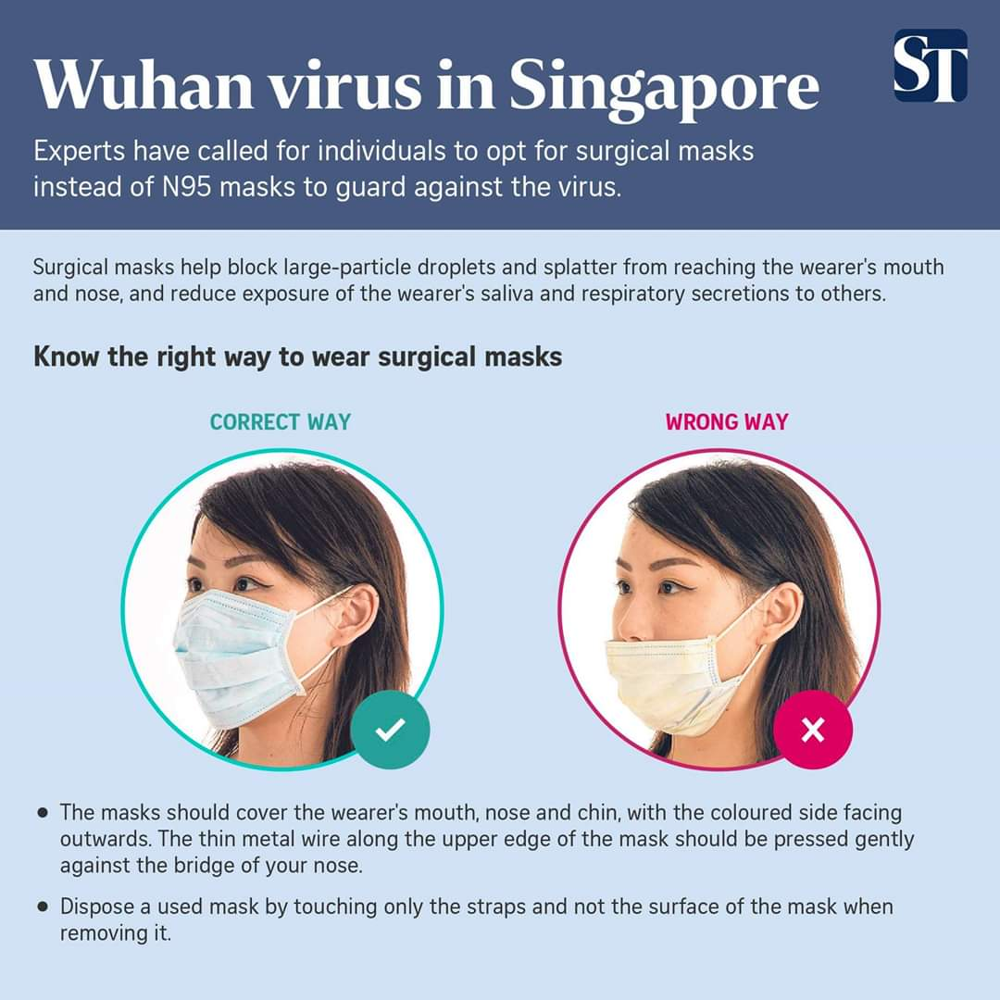 Wuhan virus in Singapore
ST
Experts have called for individuals to opt for surgical masks
instead of N95 masks to guard against the virus.
Surgical masks help block large-particle droplets and splatter from reaching the wearer's mouth
and nose, and reduce exposure of the wearer's saliva and respiratory secretions to others.
Know the right way to wear surgical masks
CORRECT WAY
WRONG WAY
• The masks should cover the wearer's mouth, nose and chin, with the coloured side facing
outwards. The thin metal wire along the upper edge of the mask should be pressed gently
against the bridge of your nose.
• Dispose a used mask by touching only the straps and not the surface of the mask when
removing it.